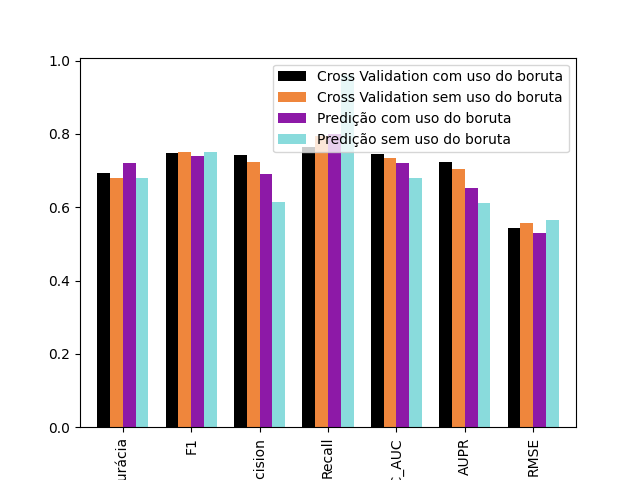 1.0
0.8
0.6
0.4
0.2
0.0
Cross Validation com uso do boruta
Cross Validation sem uso do boruta
Predição com uso do boruta
Predição sem uso do boruta
urácia
F1
cision
Recall
C_AUC
AUPR
RMSE